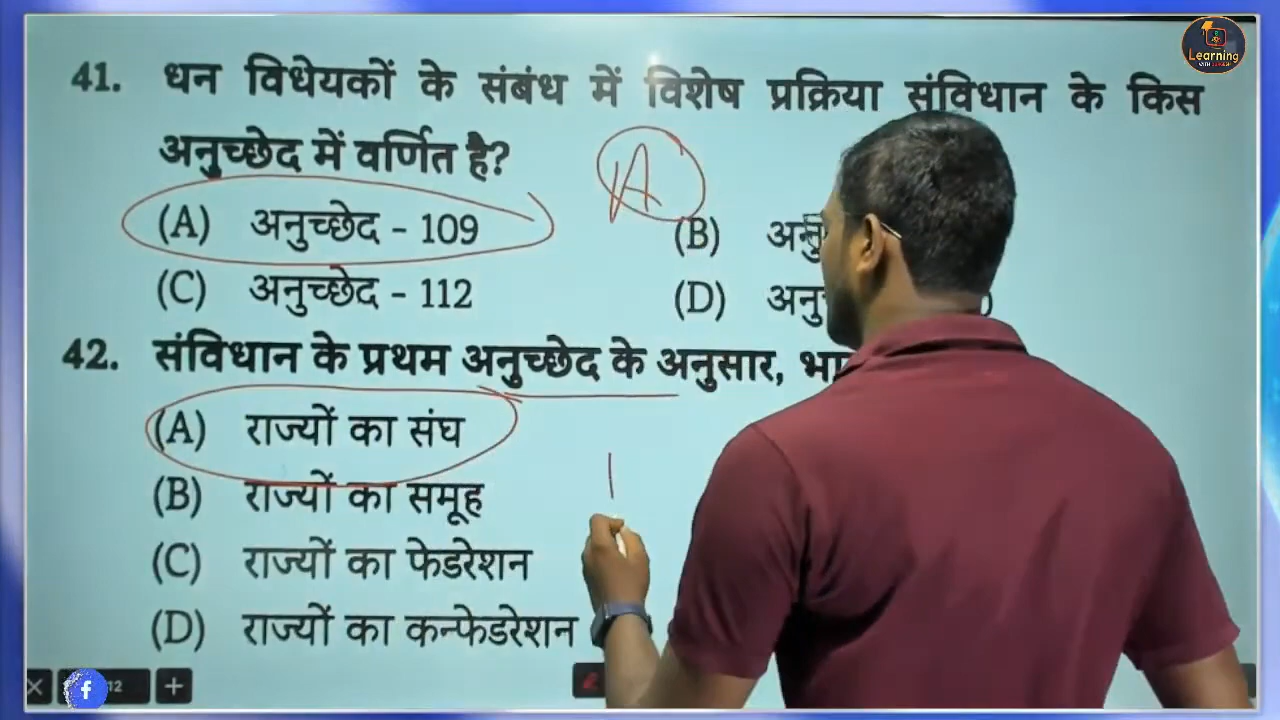 Learning
41. धन विधेयकों के संबंध में विशेष प्रक्रिया संविधान के किस
अनुच्छेद में वर्णित है?
A
(A) अनुच्छेद - 109 (B)
(C) अनुच्छेद - 112 (D)
42. संविधान के प्रथम अनुच्छेद के अनुसार,
(A) राज्यों का संघ
(B) राज्यों का समूह
(C) राज्यों का फेडरेशन
(D) राज्यों का कन्फेडरेशन
f 12 +